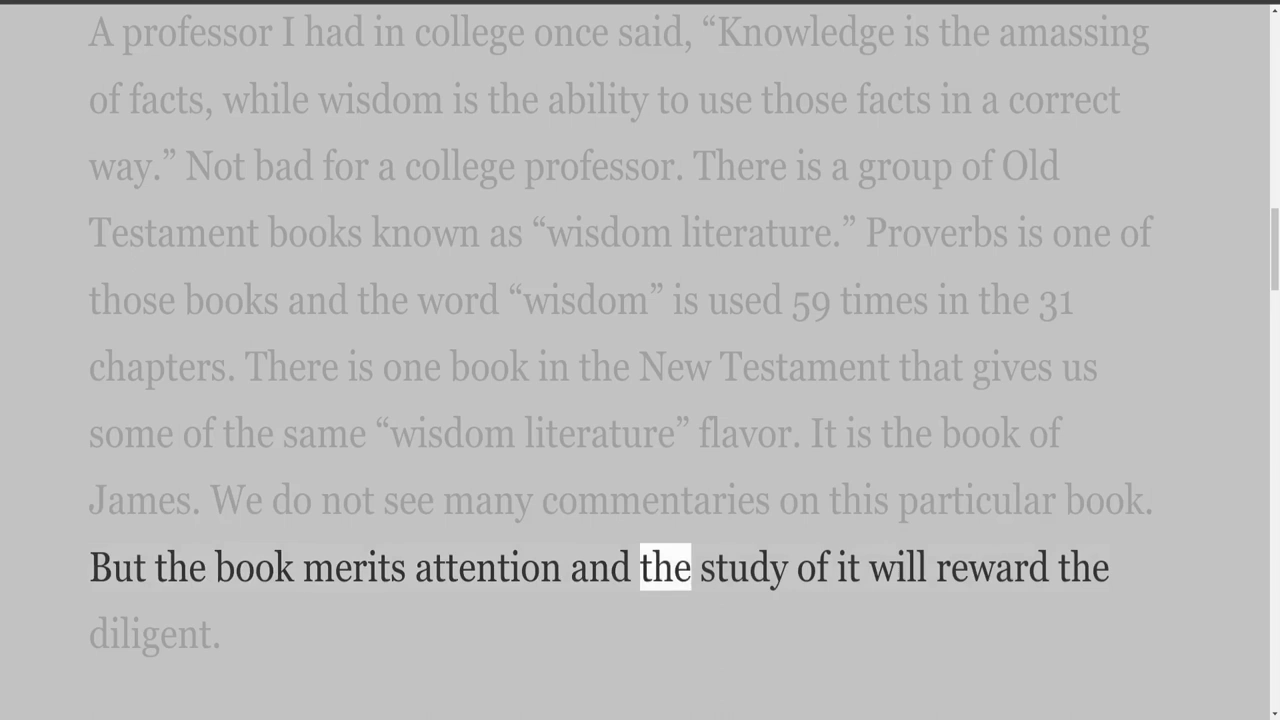 A professor I had in college once said, “Knowledge is the amassing
of facts, while wisdom is the ability to use those facts in a correct
way.” Not bad for a college professor. There is a group of Old
Testament books known as “wisdom literature.” Proverbs is one of
those books and the word “wisdom” is used 59 times in the 31
chapters. There is one book in the New Testament that gives us
some of the same “wisdom literature” flavor. It is the book of
James. We do not see many commentaries on this particular book.
But the book merits attention and the study of it will reward the
diligent.